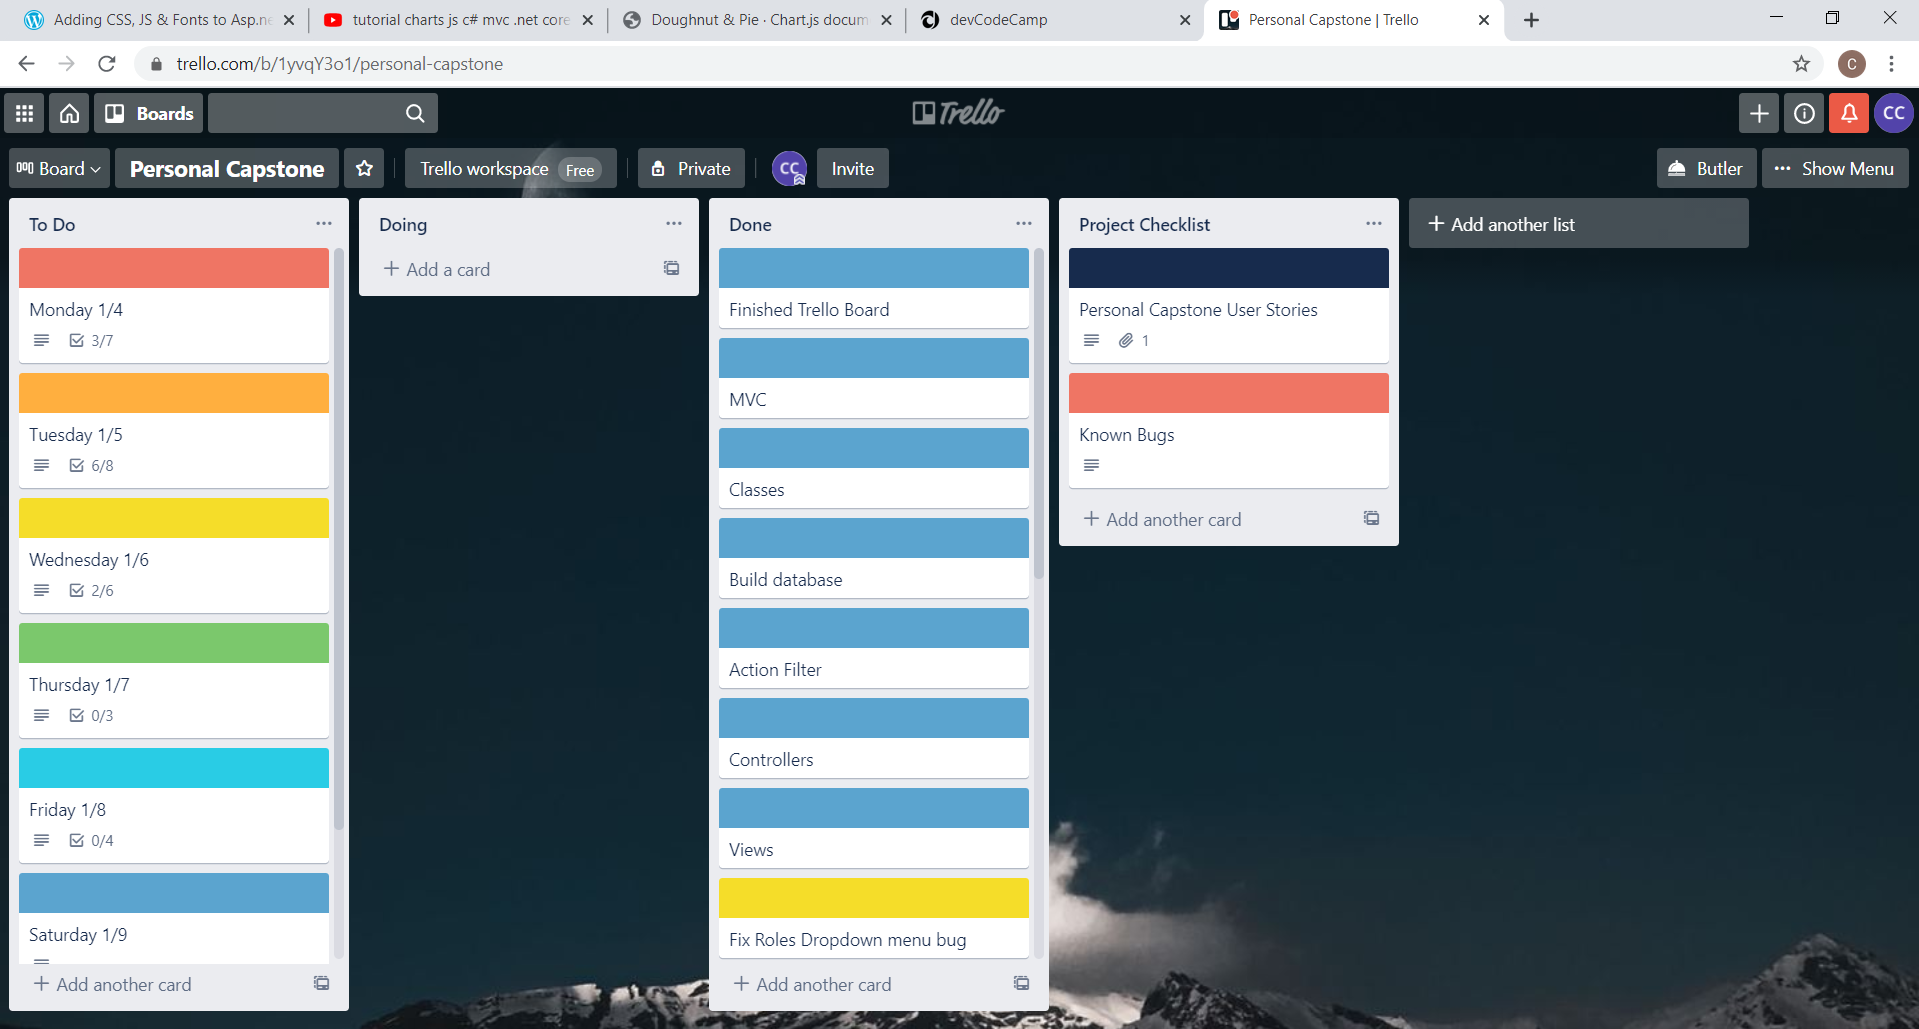 Adding CSS, JS & Fonts to Asp.ne
tutorial charts js c# mvc .net core
Doughnut & Pie · Chart.js docum
devCodeCamp
Personal Capstone | Trello
trello.com/b/1yvqY3o1/personal-capstone
C
Boards
Trello
CC
Board
Personal Capstone
Trello workspace Free
Private
CC
Invite
Butler
Show Menu
To Do
Monday 1/4
3/7
Tuesday 1/5
6/8
Wednesday 1/6
2/6
Thursday 1/7
0/3
Friday 1/8
0/4
Saturday 1/9
Add another card
Doing
Add a card
Done
Finished Trello Board
MVC
Classes
Build database
Action Filter
Controllers
Views
Fix Roles Dropdown menu bug
Add another card
Project Checklist
Personal Capstone User Stories
1
Known Bugs
Add another card
Add another list